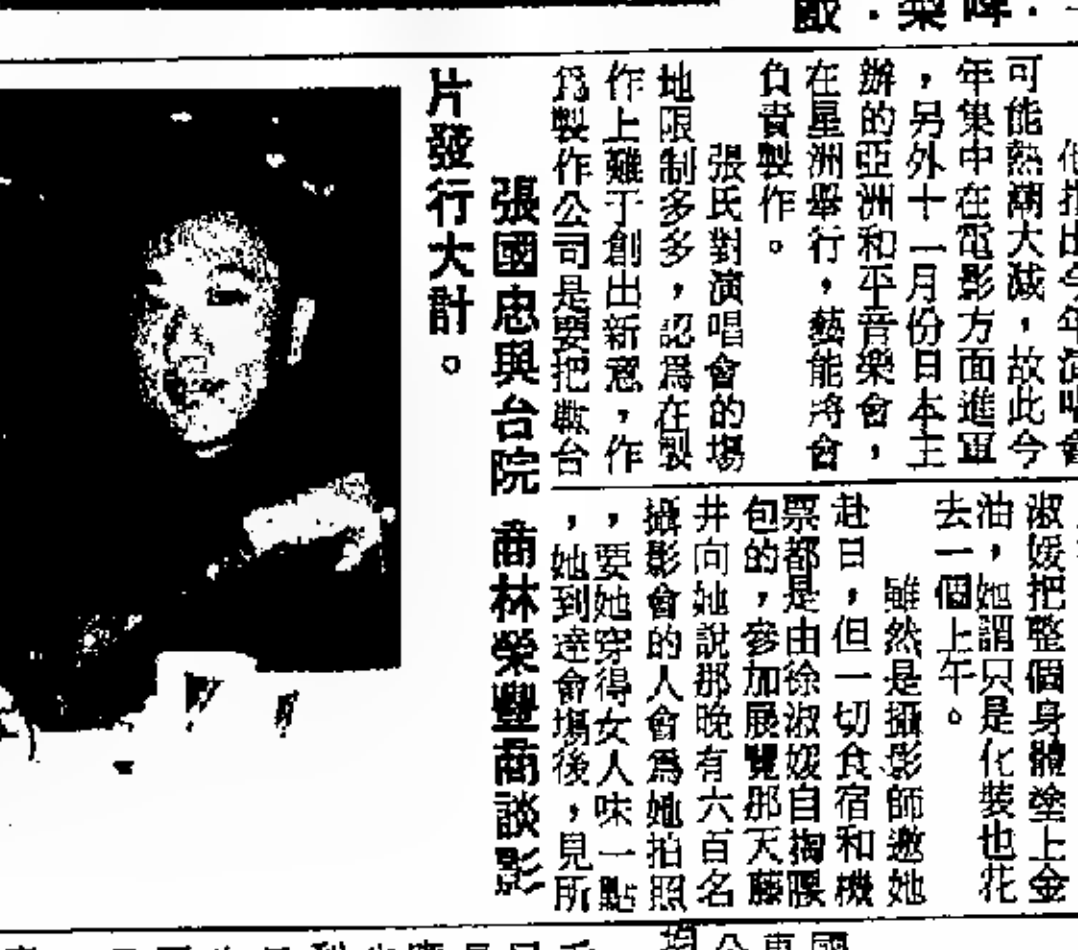 可能熱潮大減,故此今
年集中在電影方面進軍
,另外十一月份日本主
辦的亞洲和平音樂會,
在星洲舉行,藝能將會
負責製作。
張氏對演唱會的場
地限制多多,認爲在製
作上難于創出新意,作
爲製作公司是要把舞台
淑媛把整個身體塗上金
油,她謂只是化裝也花
去一個上午。
雖然是攝影師邀她
赴日,但一切食宿和機
票都是由徐淑媛自掏腰
包的,參加展覽那天藤
井向她說那晚有六百名
攝影會的人會爲她拍照
,要她穿得女人味一點
,她到達會場後,見所
張國忠與台院商林榮豐商談影
片發行大計。